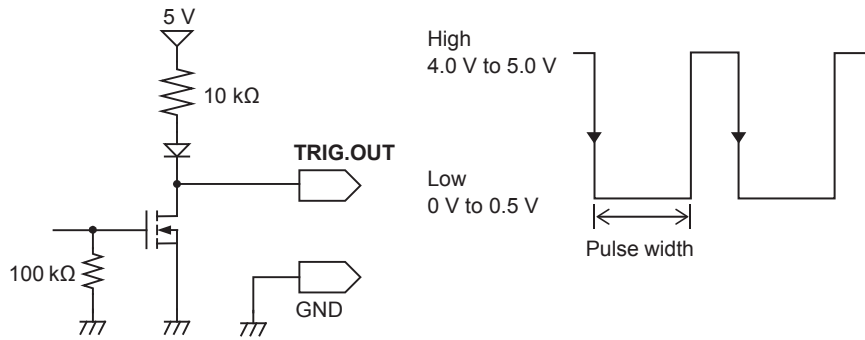 5 V
10 kΩ
TRIG.OUT
100 kΩ
GND
High
4.0 V to 5.0 V
Low
0 V to 0.5 V
Pulse width